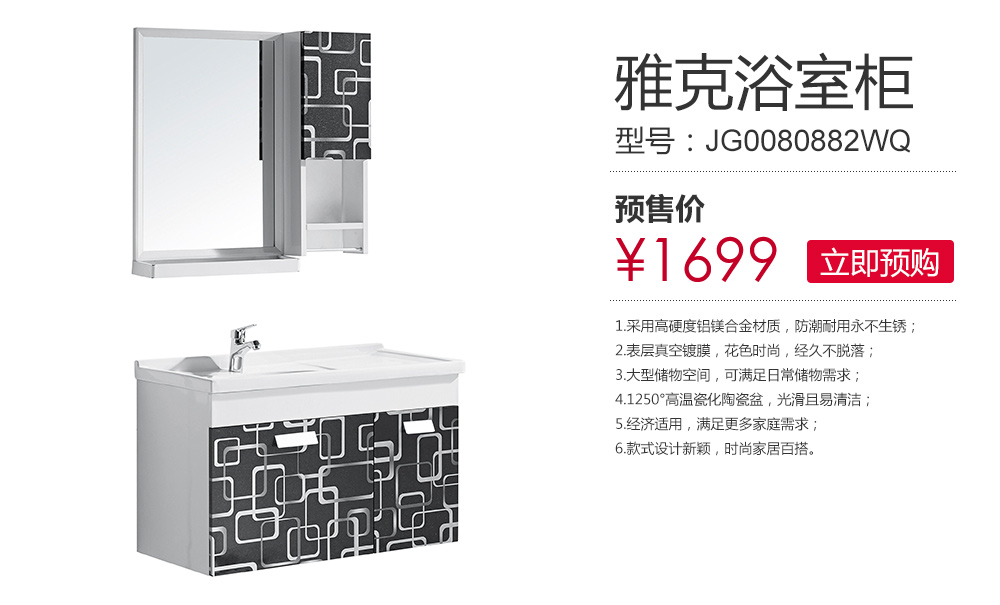 雅克浴室柜
型号：JG0080882WQ
预售价
¥1699 立即预购
1.采用高硬度铝镁合金材质，防潮耐用永不生锈；
2.表层真空镀膜，花色时尚，经久不脱落；
3.大型储物空间，可满足日常储物需求；
4.1250°高温瓷化陶瓷盆，光滑且易清洁；
5.经济适用，满足更多家庭需求；
6.款式设计新颖，时尚家居百搭。